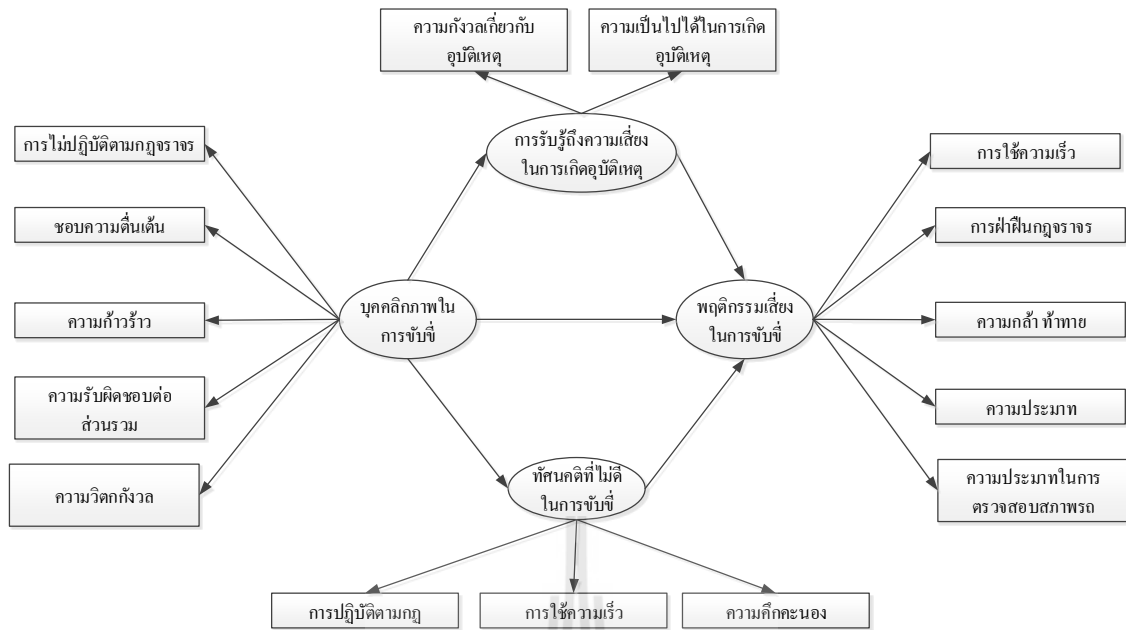 ความกังวลเกี่ยวกับ
อุบัติเหตุ
ความเป็นไปได้ในการเกิด
อุบัติเหตุ
การรับรู้ถึงความเสี่ยง
ในการเกิดอุบัติเหตุ
การไม่ปฏิบัติตามกฎจราจร
ชอบความตื่นเต้น
ความก้าวร้าว
ความรับผิดชอบต่อ
ส่วนรวม
ความวิตกกังวล
บุคคลิกภาพใน
การขับขี่
พฤติกรรมเสี่ยง
ในการขับขี่
การใช้ความเร็ว
การฝ่าฝืนกฎจราจร
ความกล้า ท้าทาย
ความประมาท
ความประมาทในการ
ตรวจสอบสภาพรถ
ทัศนคติที่ไม่ดี
ในการขับขี่
การปฏิบัติตามกฎ
การใช้ความเร็ว
ความคึกคะนอง